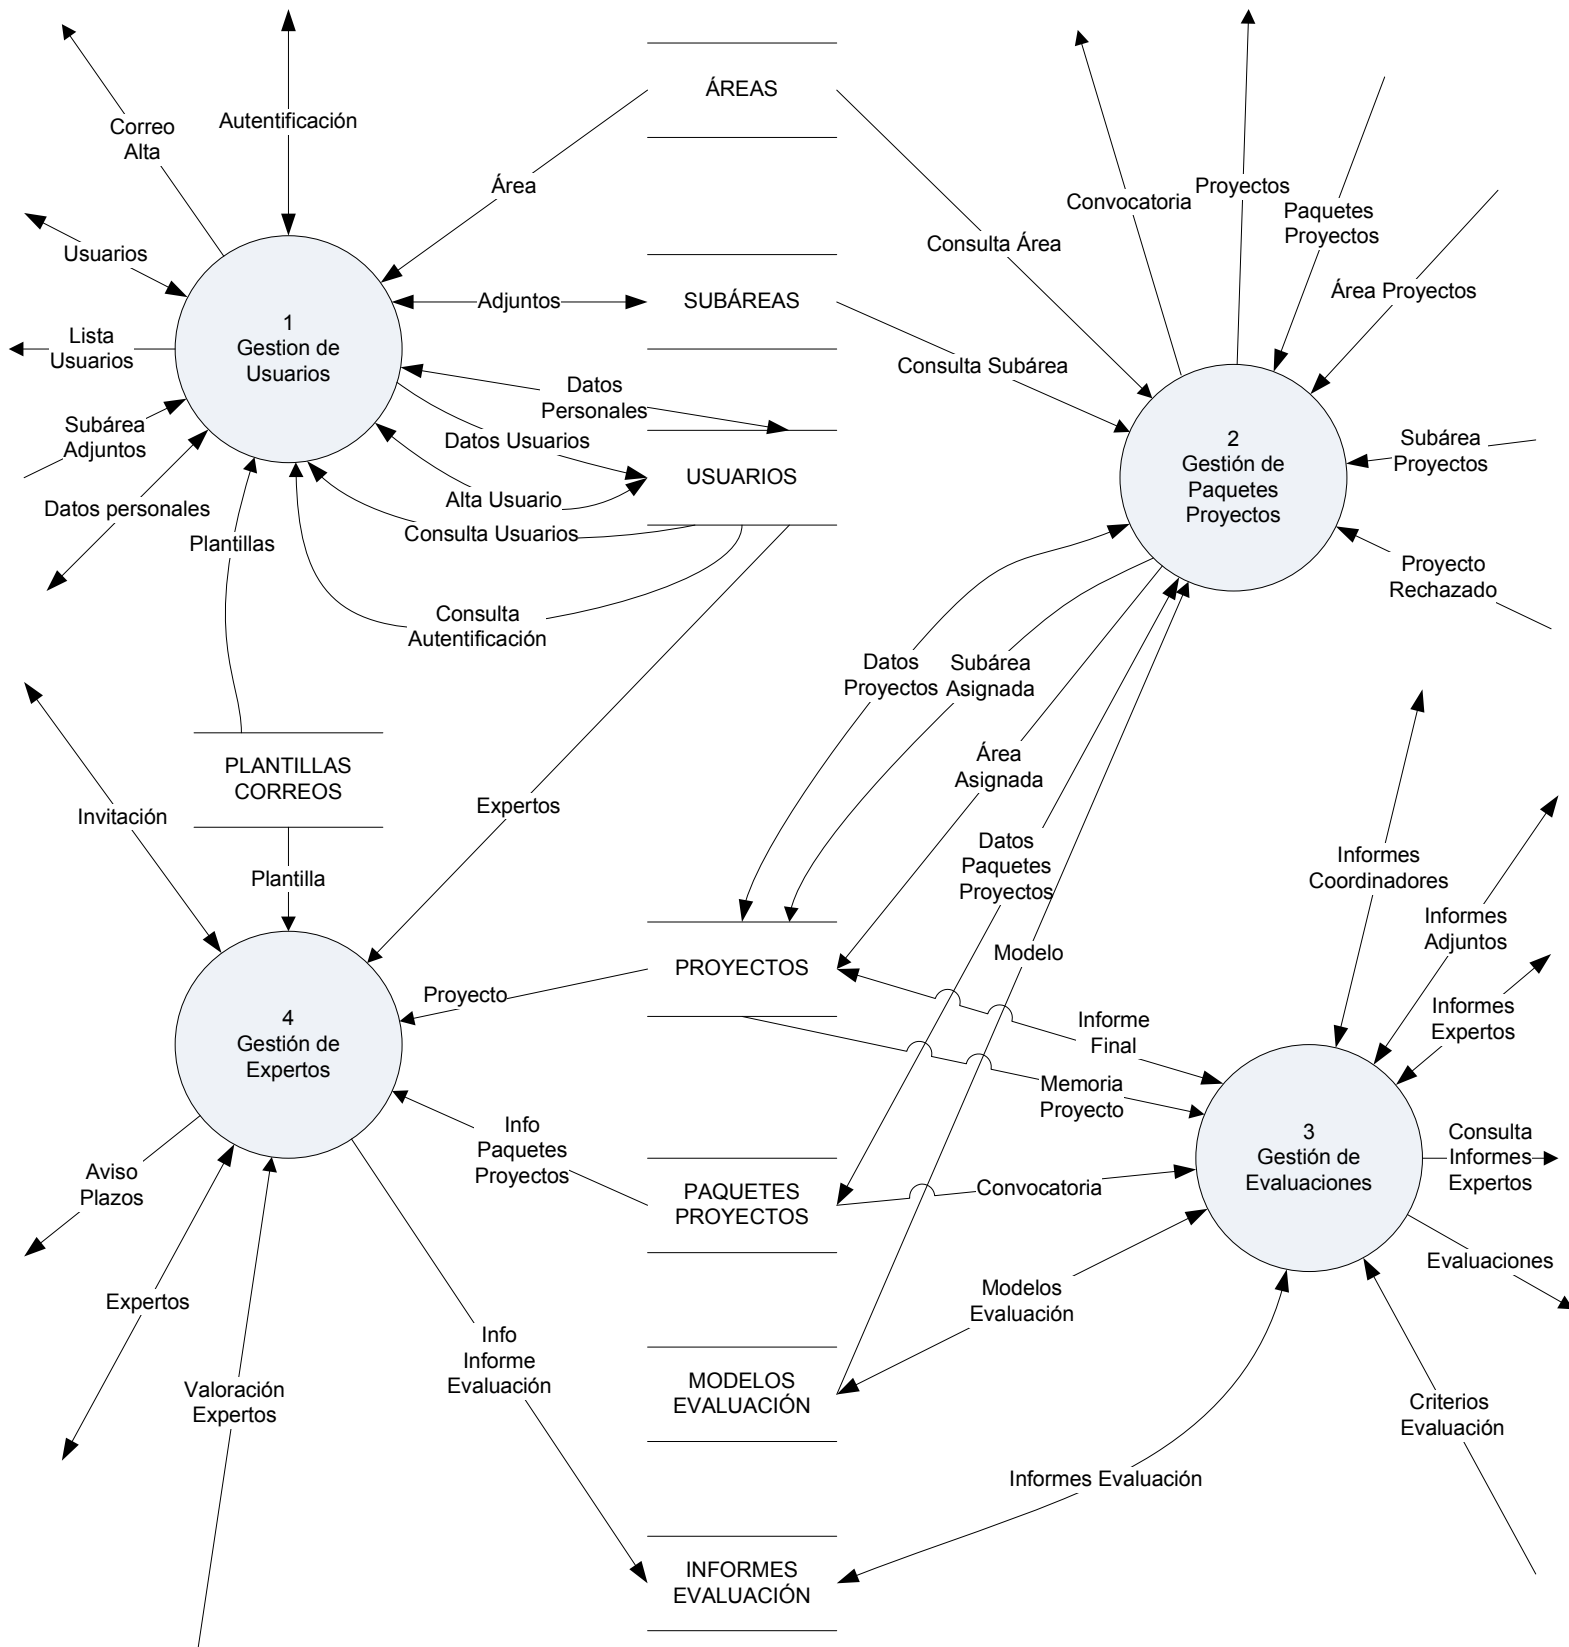 Correo
Alta
Autentificación
ÁREAS
Área
Usuarios
Adjuntos
SUBÁREAS
Lista
Usuarios
1
Gestion de
Usuarios
Datos
Personales
Subárea
Adjuntos
Datos Usuarios
USUARIOS
Datos personales
Alta Usuario
Plantillas
Consulta Usuarios
Consulta
Autentificación
Consulta Área
Consulta Subárea
Convocatoria
Proyectos
Paquetes
Proyectos
Área Proyectos
2
Gestión de
Paquetes
Proyectos
Subárea
Proyectos
Proyecto
Rechazado
Datos
Proyectos
Subárea
Asignada
Área
Asignada
Datos
Paquetes
Proyectos
Modelo
PLANTILLAS
CORREOS
Invitación
Plantilla
Expertos
PROYECTOS
Proyecto
4
Gestión de
Expertos
Info
Paquetes
Proyectos
Aviso
Plazos
Expertos
Valoración
Expertos
Info
Informe
Evaluación
Informe
Final
Memoria
Proyecto
PAQUETES
PROYECTOS
Convocatoria
Modelos
Evaluación
MODELOS
EVALUACIÓN
Informes Evaluación
INFORMES
EVALUACIÓN
Informes
Coordinadores
Informes
Adjuntos
Informes
Expertos
3
Gestión de
Evaluaciones
Consulta
Informes
Expertos
Evaluaciones
Criterios
Evaluación